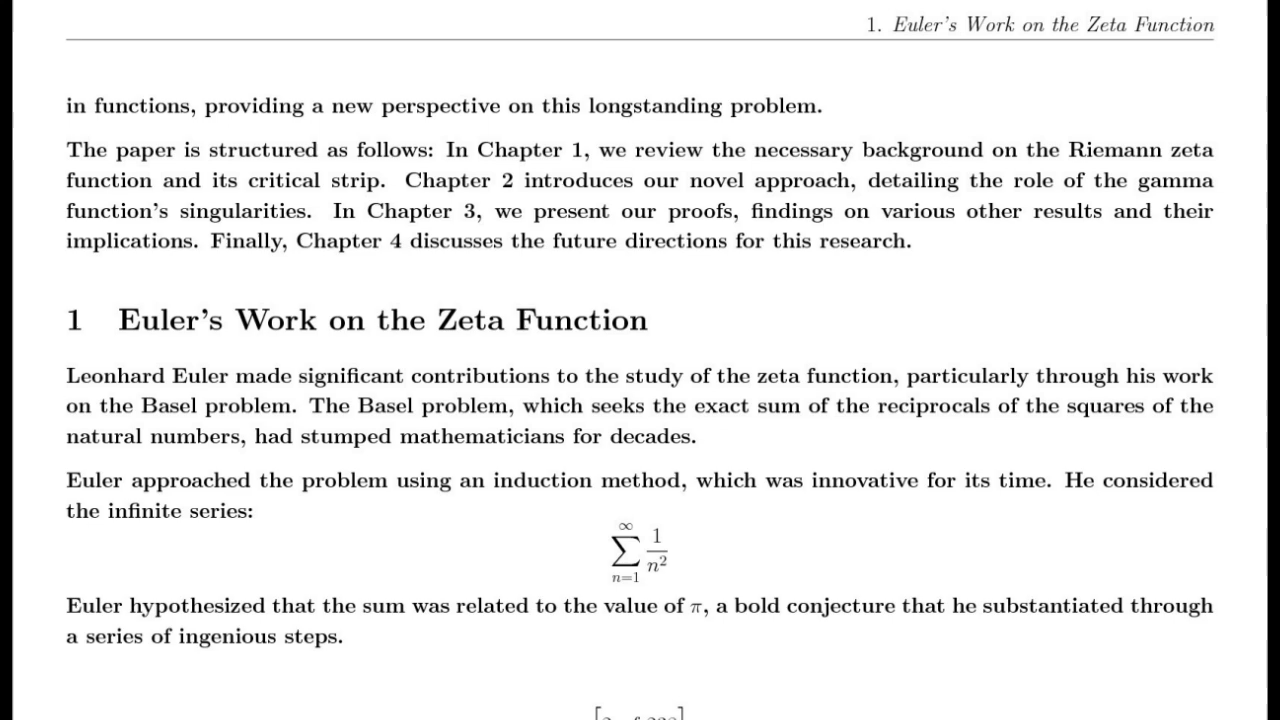 1. Euler's Work on the Zeta Function
in functions, providing a new perspective on this longstanding problem.
The paper is structured as follows: In Chapter 1, we review the necessary background on the Riemann zeta
function and its critical strip. Chapter 2 introduces our novel approach, detailing the role of the gamma
function's singularities. In Chapter 3, we present our proofs, findings on various other results and their
implications. Finally, Chapter 4 discusses the future directions for this research.
1 Euler's Work on the Zeta Function
Leonhard Euler made significant contributions to the study of the zeta function, particularly through his work
on the Basel problem. The Basel problem, which seeks the exact sum of the reciprocals of the squares of the
natural numbers, had stumped mathematicians for decades.
Euler approached the problem using an induction method, which was innovative for its time. He considered
the infinite series:
∞
∑ 1/n²
n=1
Euler hypothesized that the sum was related to the value of π, a bold conjecture that he substantiated through
a series of ingenious steps.